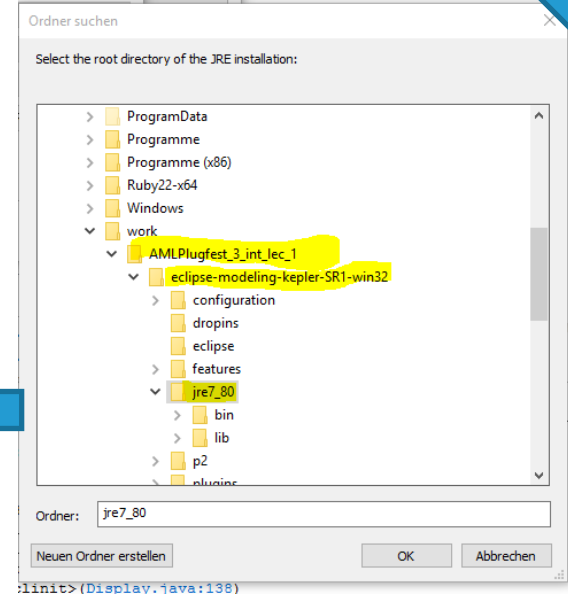 Ordner suchen
Select the root directory of the JRE installation:
ProgramData
Programme
Programme (x86)
Ruby22-x64
Windows
work
AMLPlugfest_3_int_lec_1
eclipse-modeling-kepler-SR1-win32
configuration
dropins
eclipse
features
jre7_80
bin
lib
p2
plugins
Ordner: jre7_80
Neuen Ordner erstellen OK Abbrechen
clinit>(Display.java:138)